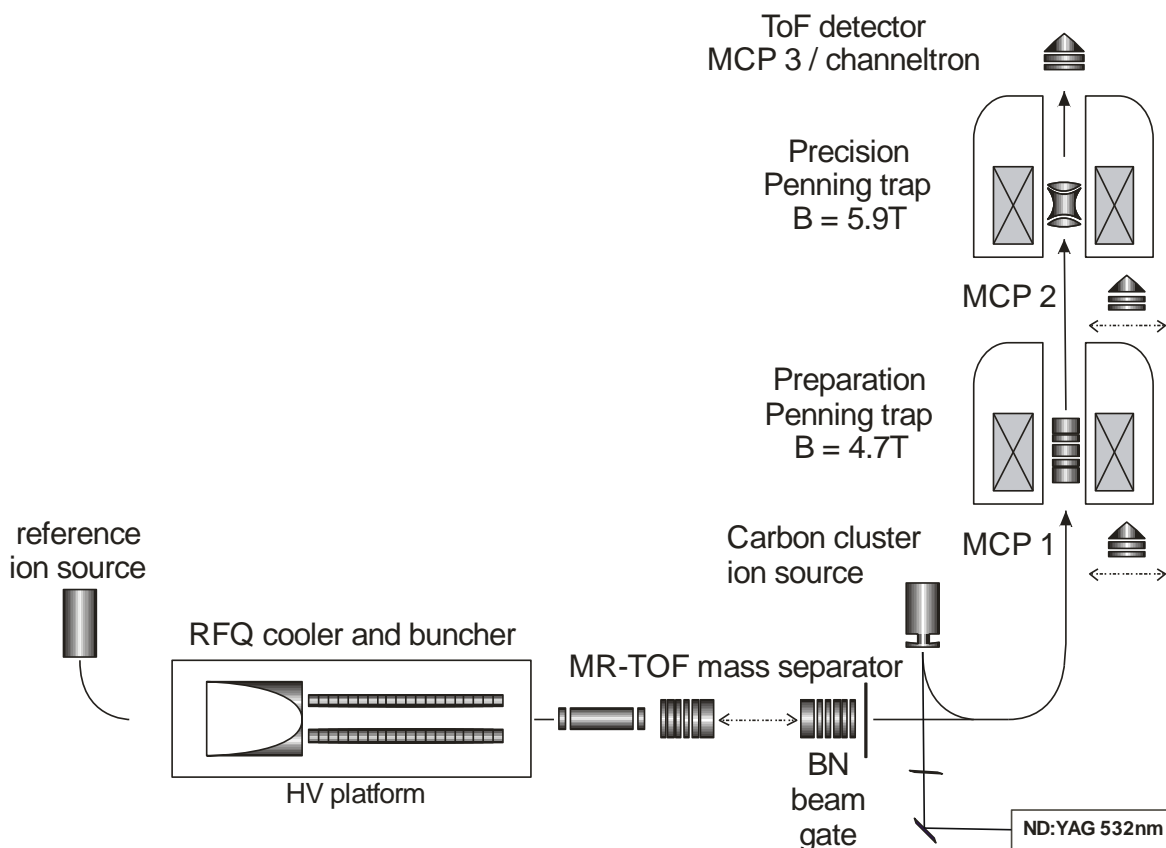 ToF detector
MCP 3 / channeltron
Precision
Penning trap
B = 5.9T
MCP 2
Preparation
Penning trap
B = 4.7T
MCP 1
reference
ion source
Carbon cluster
ion source
RFQ cooler and buncher
MR-TOF mass separator
HV platform
BN
beam
gate
ND:YAG 532nm